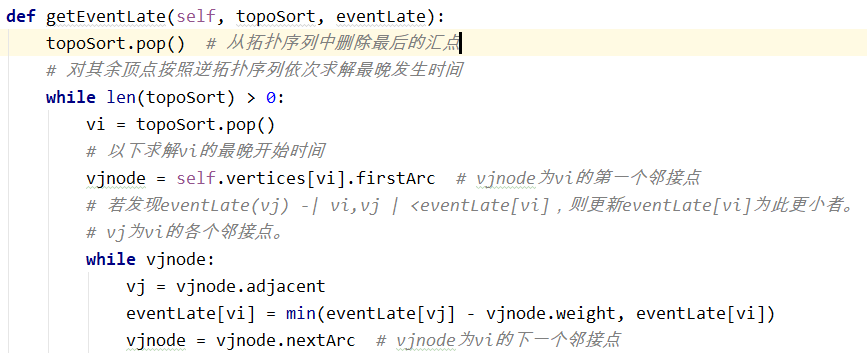 def getEventLate(self, topoSort, eventLate):
    topoSort.pop()  # 从拓扑序列中删除最后的汇点
    # 对其余顶点按照逆拓扑序列依次求解最晚发生时间
    while len(topoSort) > 0:
        vi = topoSort.pop()
        # 以下求解vi的最晚开始时间
        vjnode = self.vertices[vi].firstArc  # vjnode为vi的第一个邻接点
        # 若发现eventLate(vj) -| vi,vj | <eventLate[vi]，则更新eventLate[vi]为此更小者。
        # vj为vi的各个邻接点。
        while vjnode:
            vj = vjnode.adjacent
            eventLate[vi] = min(eventLate[vj] - vjnode.weight, eventLate[vi])
            vjnode = vjnode.nextArc  # vjnode为vi的下一个邻接点